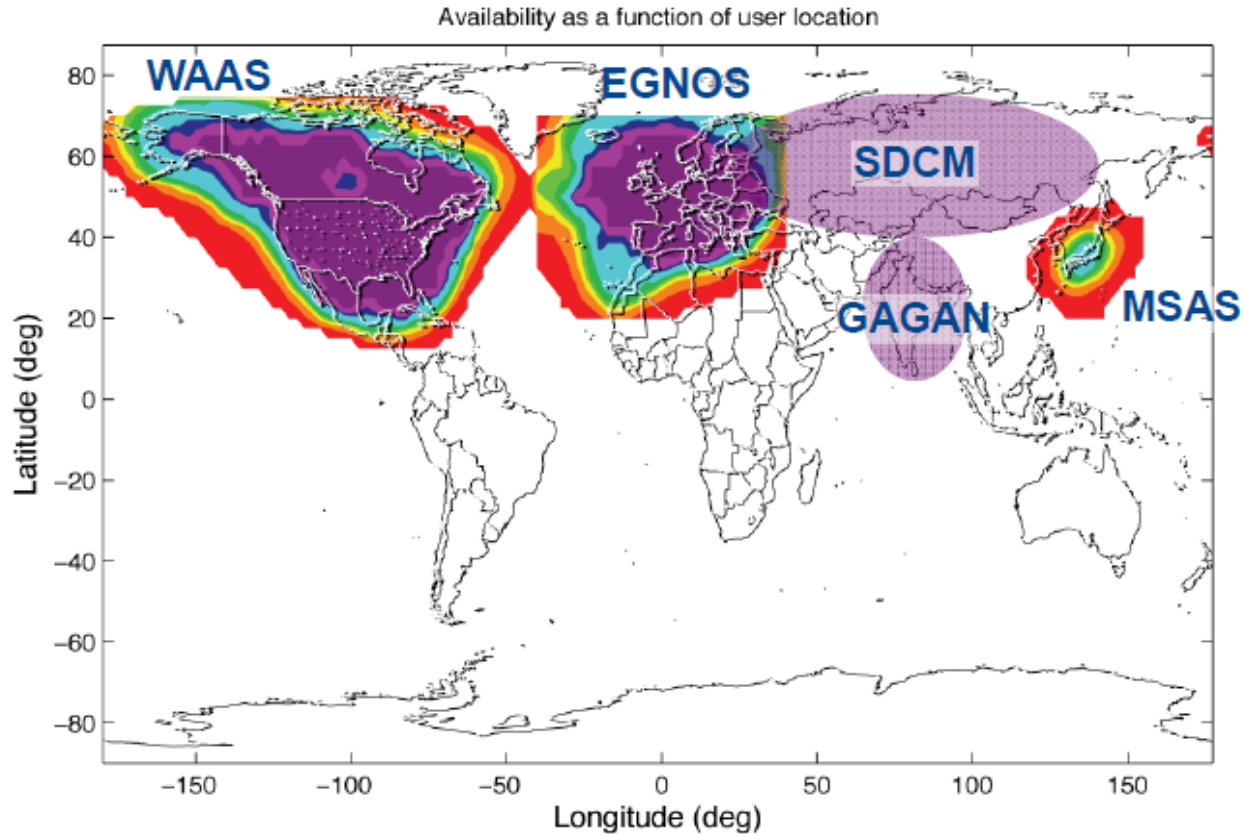 Availability as a function of user location
WAAS
EGNOS
SDCM
GAGAN
MSAS
80
60
40
20
0
−20
−40
−60
−80
Latitude (deg)
−150
−100
−50
0
50
100
150
Longitude (deg)